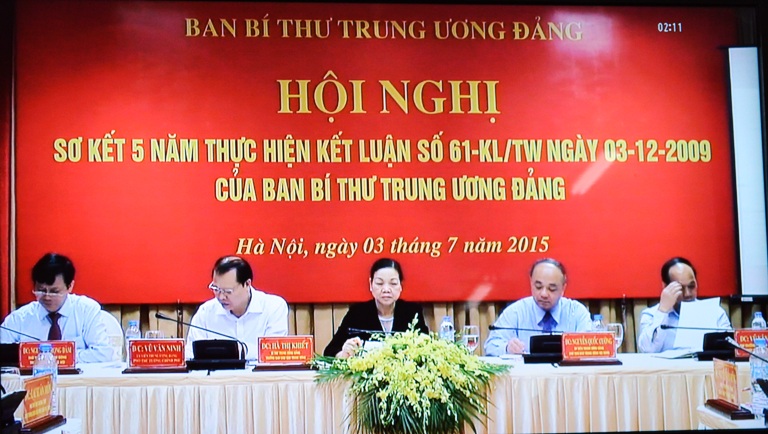 BAN BÍ THƯ TRUNG ƯƠNG ĐẢNG
02:11
HỘI NGHỊ
SƠ KẾT 5 NĂM THỰC HIỆN KẾT LUẬN SỐ 61-KL/TW NGÀY 03-12-2009
CỦA BAN BÍ THƯ TRUNG ƯƠNG ĐẢNG
Hà Nội, ngày 03 tháng 7 năm 2015
Đ/C: VŨ VĂN NINH
ĐC: HÀ THỊ KHIẾT
ĐC: NGUYỄN QUỐC CƯỜNG